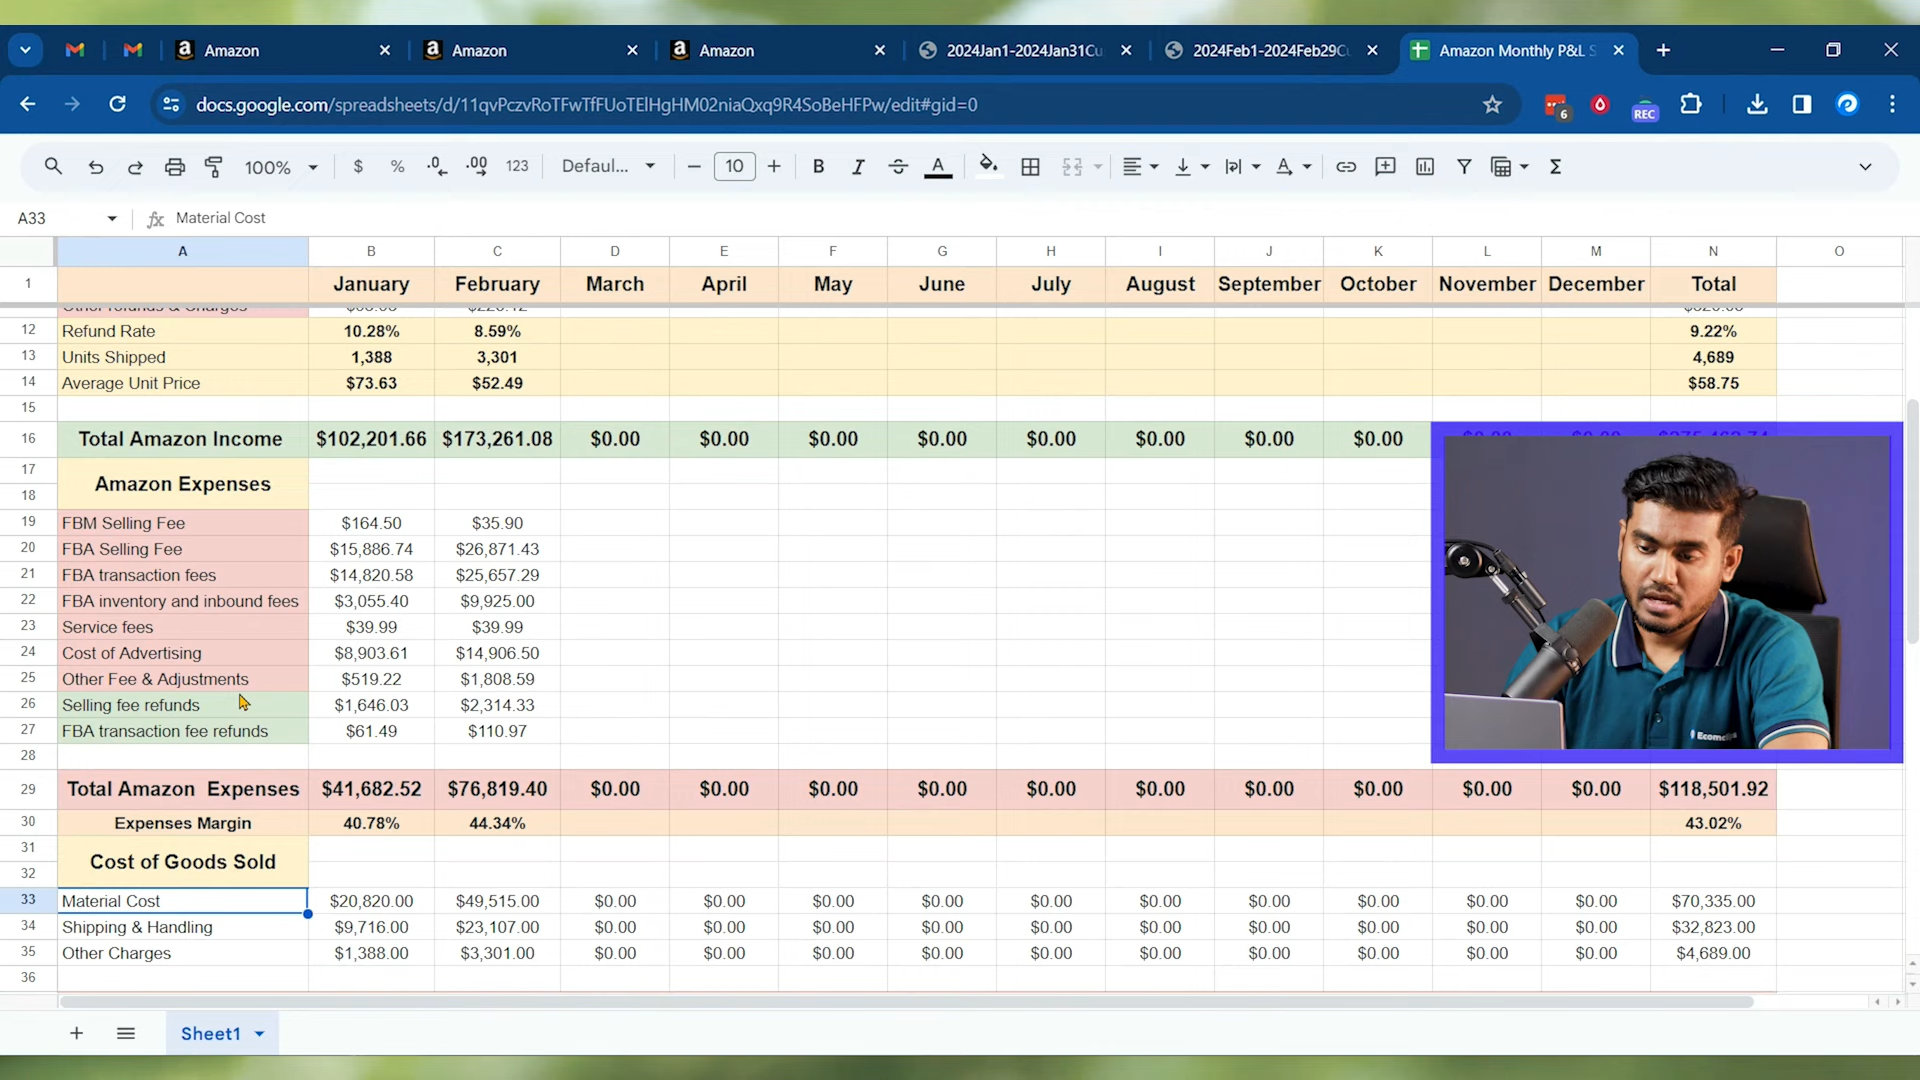 Amazon
Amazon
Amazon
2024Jan1-2024Jan31Cu
2024Feb1-2024Feb29Cu
Amazon Monthly P&L S
docs.google.com/spreadsheets/d/11qvPczvRoTFwTfFUoTElHgHM02niaQxq9R4SoBeHFPw/edit#gid=0
6
REC
100%
$
%
.0
.00
123
Defaul...
10
B
I
A
A
Σ
A33
fx
Material Cost
A B C D E F G H I J K L M N O
1 January February March April May June July August September October November December Total
Other refunds & Charges
12 Refund Rate 10.28% 8.59% 9.22%
13 Units Shipped 1,388 3,301 4,689
14 Average Unit Price $73.63 $52.49 $58.75
15
16 Total Amazon Income $102,201.66 $173,261.08 $0.00 $0.00 $0.00 $0.00 $0.00 $0.00 $0.00 $0.00
17
Amazon Expenses
18
19 FBM Selling Fee $164.50 $35.90
20 FBA Selling Fee $15,886.74 $26,871.43
21 FBA transaction fees $14,820.58 $25,657.29
22 FBA inventory and inbound fees $3,055.40 $9,925.00
23 Service fees $39.99 $39.99
24 Cost of Advertising $8,903.61 $14,906.50
25 Other Fee & Adjustments $519.22 $1,808.59
26 Selling fee refunds $1,646.03 $2,314.33
27 FBA transaction fee refunds $61.49 $110.97
28
29 Total Amazon Expenses $41,682.52 $76,819.40 $0.00 $0.00 $0.00 $0.00 $0.00 $0.00 $0.00 $0.00 $0.00 $0.00 $118,501.92
30 Expenses Margin 40.78% 44.34% 43.02%
31
Cost of Goods Sold
32
33 Material Cost $20,820.00 $49,515.00 $0.00 $0.00 $0.00 $0.00 $0.00 $0.00 $0.00 $0.00 $0.00 $0.00 $70,335.00
34 Shipping & Handling $9,716.00 $23,107.00 $0.00 $0.00 $0.00 $0.00 $0.00 $0.00 $0.00 $0.00 $0.00 $0.00 $32,823.00
35 Other Charges $1,388.00 $3,301.00 $0.00 $0.00 $0.00 $0.00 $0.00 $0.00 $0.00 $0.00 $0.00 $0.00 $4,689.00
36
Sheet1